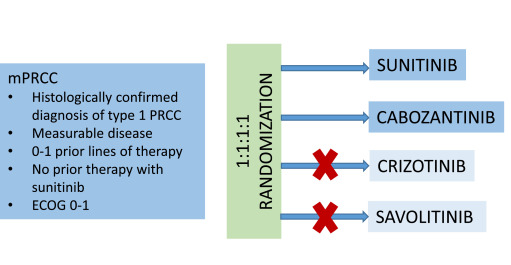 mPRCC
• Histologically confirmed
diagnosis of type 1 PRCC
• Measurable disease
• 0-1 prior lines of therapy
• No prior therapy with
sunitinib
• ECOG 0-1
1:1:1:1
RANDOMIZATION
SUNITINIB
CABOZANTINIB
CRIZOTINIB
SAVOLITINIB